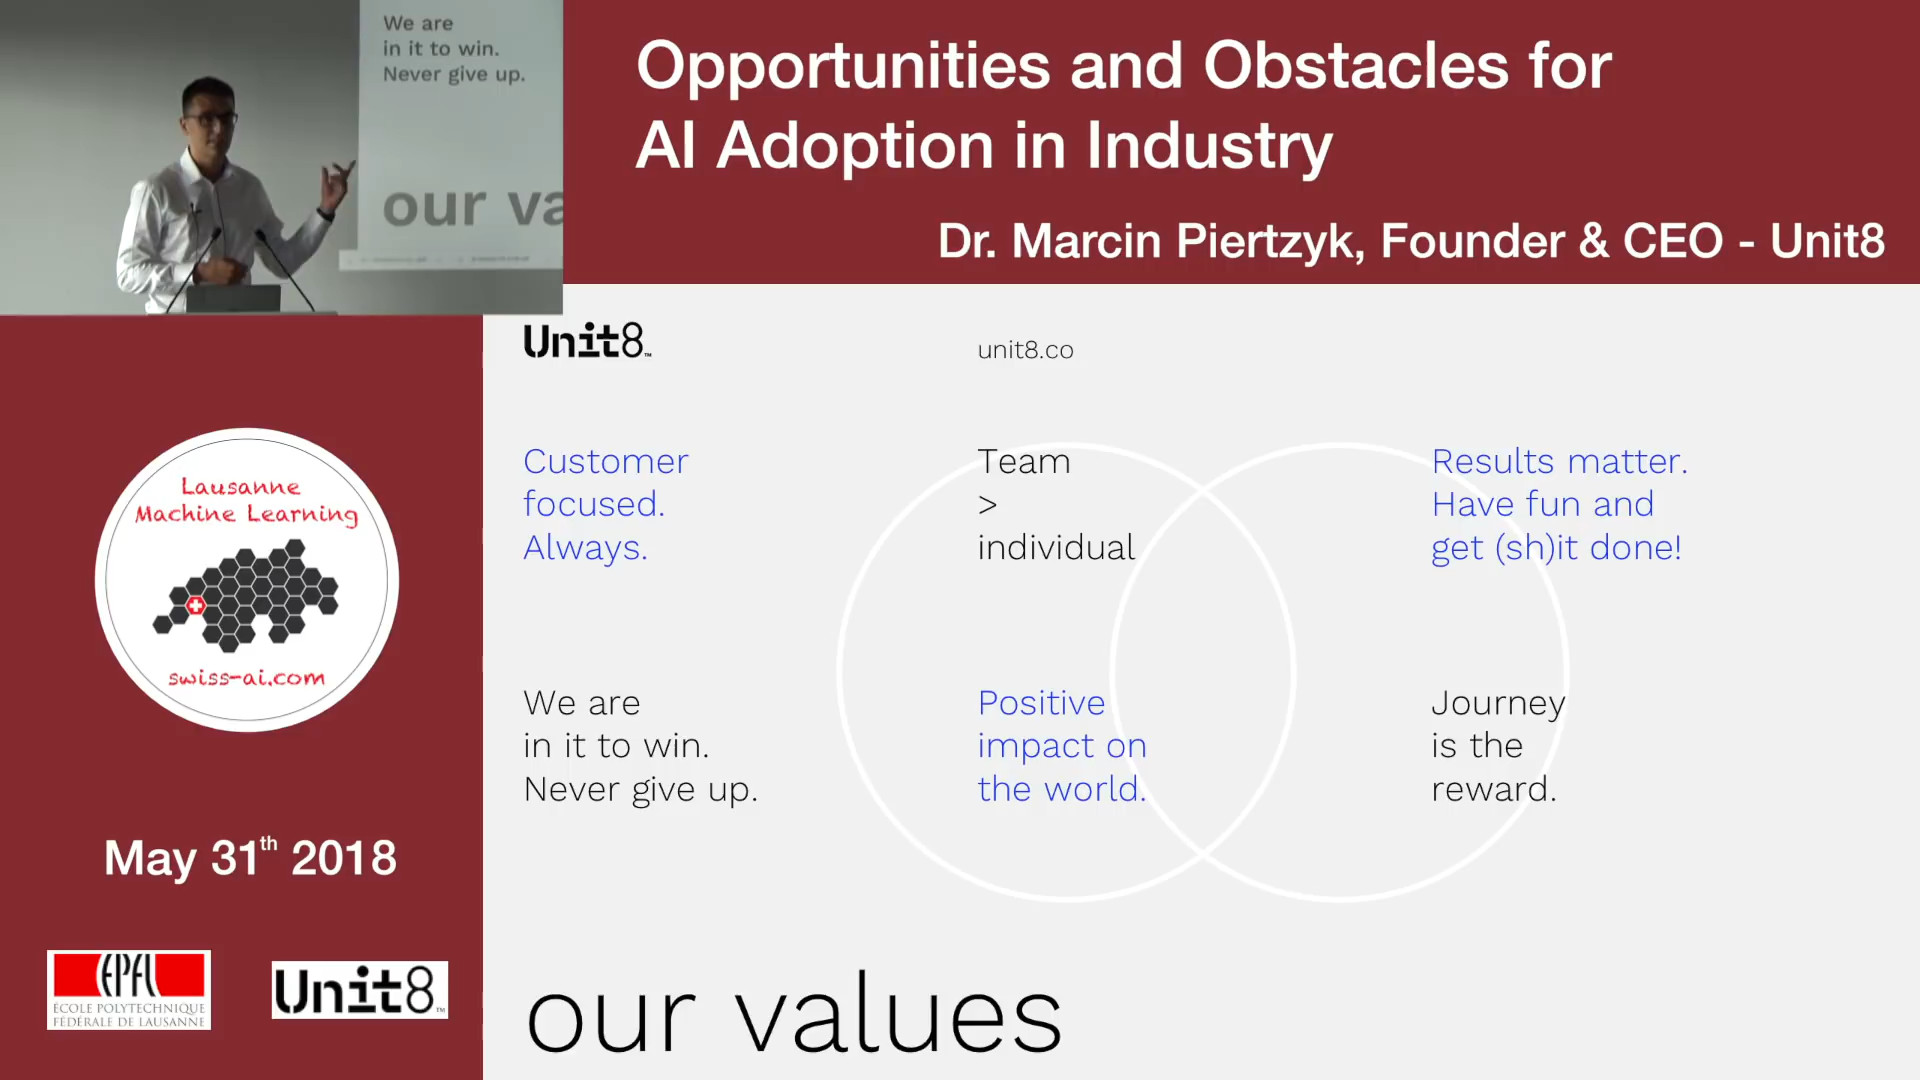 We are
in it to win.
Never give up.
our va
Opportunities and Obstacles for
AI Adoption in Industry
Dr. Marcin Piertzyk, Founder & CEO - Unit8
Unit8™
unit8.co
Customer
focused.
Always.
Team
>
individual
Results matter.
Have fun and
get (sh)it done!
We are
in it to win.
Never give up.
Positive
impact on
the world.
Journey
is the
reward.
our values
Lausanne
Machine Learning
swiss-ai.com
May 31th 2018
EPFL
ÉCOLE POLYTECHNIQUE
FÉDÉRALE DE LAUSANNE
Unit8™